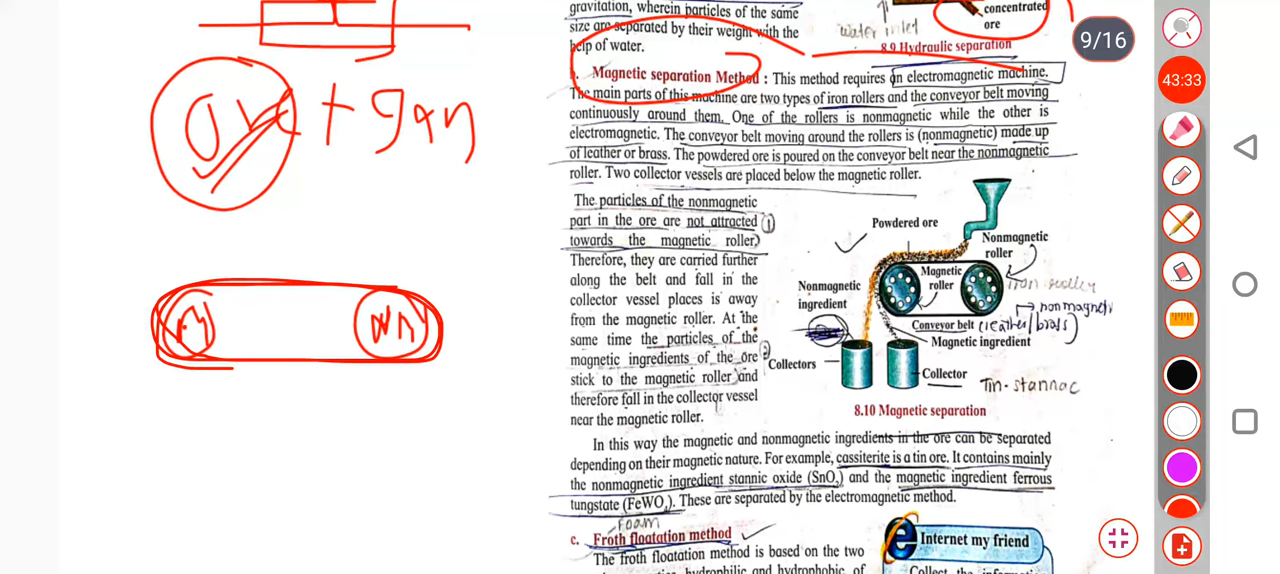 gravitation, wherein particles of the same
size are separated by their weight with the
help of water.
water inlet
concentrated
ore
8.9 Hydraulic separation
9/16
43:33
ore + gan
b. Magnetic separation Method : This method requires an electromagnetic machine.
The main parts of this machine are two types of iron rollers and the conveyor belt moving
continuously around them. One of the rollers is nonmagnetic while the other is
electromagnetic. The conveyor belt moving around the rollers is (nonmagnetic) made up
of leather or brass. The powdered ore is poured on the conveyor belt near the nonmagnetic
roller. Two collector vessels are placed below the magnetic roller.
The particles of the nonmagnetic
part in the ore are not attracted
towards the magnetic roller.
Therefore, they are carried further
along the belt and fall in the
collector vessel places is away
from the magnetic roller. At the
same time the particles of the
magnetic ingredients of the ore
stick to the magnetic roller and
therefore fall in the collector vessel
near the magnetic roller.
1
2
Powdered ore
Nonmagnetic
roller
Magnetic
roller
iron roller
Nonmagnetic
ingredient
nonmagneti
Conveyor belt (leather/brass)
Magnetic ingredient
Collectors
Collector
Tin - stannac
8.10 Magnetic separation
m
Nn
In this way the magnetic and nonmagnetic ingredients in the ore can be separated
depending on their magnetic nature. For example, cassiterite is a tin ore. It contains mainly
the nonmagnetic ingredient stannic oxide (SnO₂) and the magnetic ingredient ferrous
tungstate (FeWO₄). These are separated by the electromagnetic method.
Foam
c. Froth floatation method
The froth floatation method is based on the two
hydrophilic and hydrophobic, of
Internet my friend
Collect the